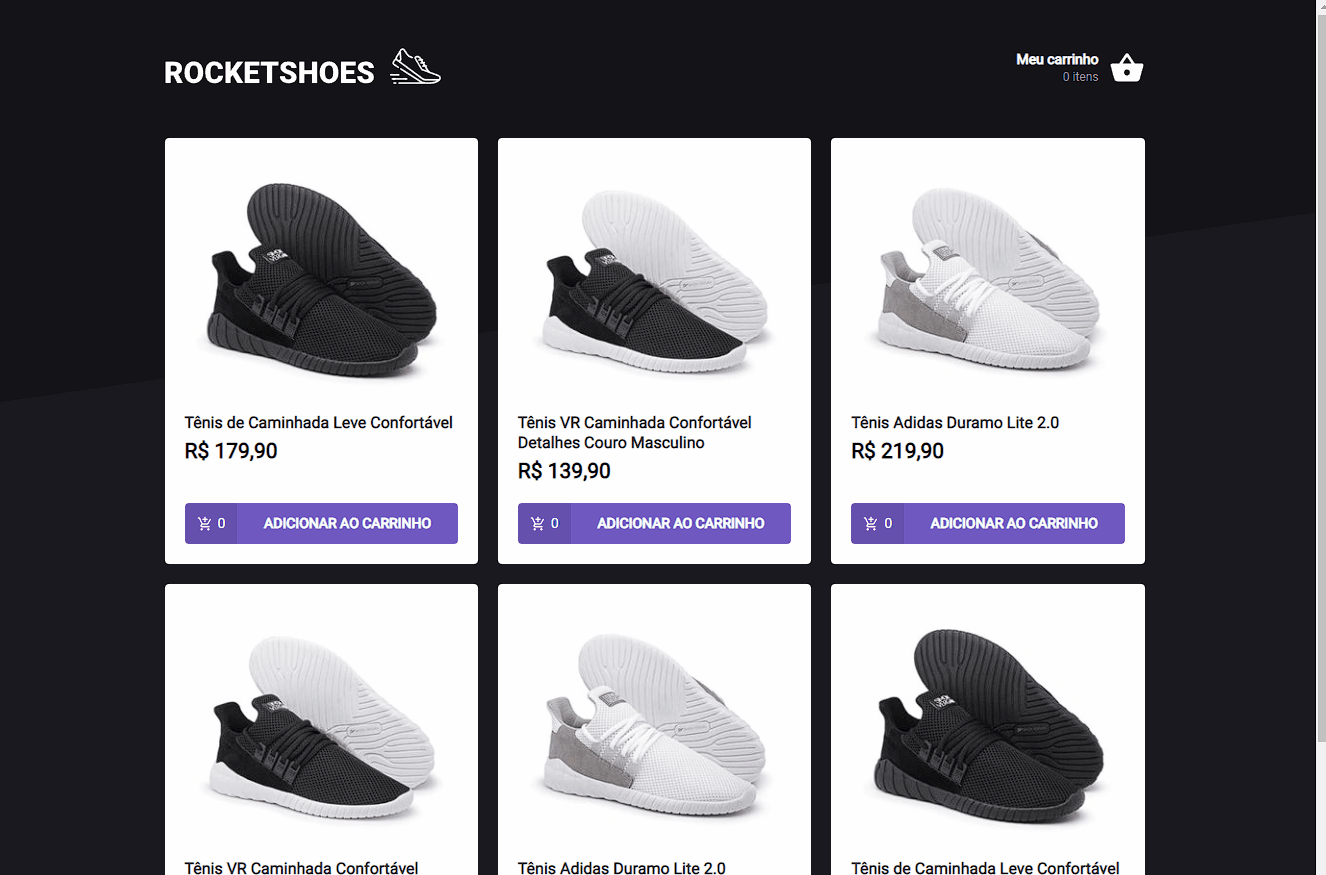 ROCKETSHOES
Meu carrinho
0 itens
Tênis de Caminhada Leve Confortável
R$ 179,90
0 ADICIONAR AO CARRINHO
Tênis VR Caminhada Confortável
Detalhes Couro Masculino
R$ 139,90
0 ADICIONAR AO CARRINHO
Tênis Adidas Duramo Lite 2.0
R$ 219,90
0 ADICIONAR AO CARRINHO
Tênis VR Caminhada Confortável
Tênis Adidas Duramo Lite 2.0
Tênis de Caminhada Leve Confortável